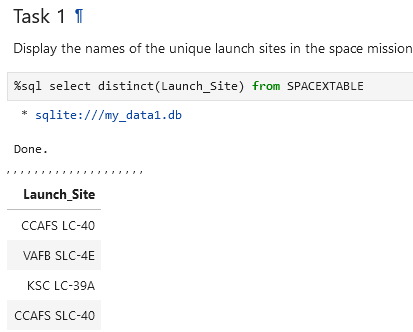 Task 1 ¶
Display the names of the unique launch sites in the space mission
%sql select distinct(Launch_Site) from SPACEXTABLE
* sqlite:///my_data1.db
Done.
, , , , , , , , , , , , , , , , , , , ,
Launch_Site
CCAFS LC-40
VAFB SLC-4E
KSC LC-39A
CCAFS SLC-40